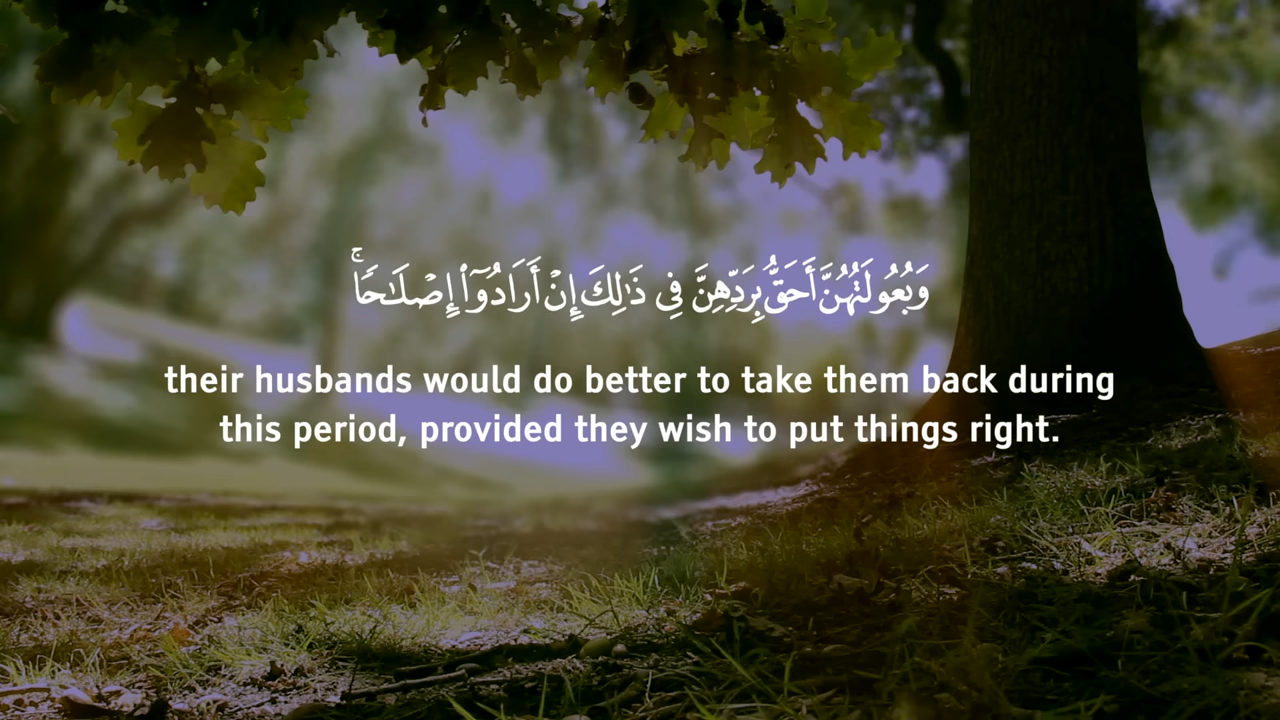 وَبُعُولَتُهُنَّ أَحَقُّ بِرَدِّهِنَّ فِى ذَٰلِكَ إِنْ أَرَادُوٓا۟ إِصْلَـٰحًۭا ۚ
their husbands would do better to take them back during
this period, provided they wish to put things right.